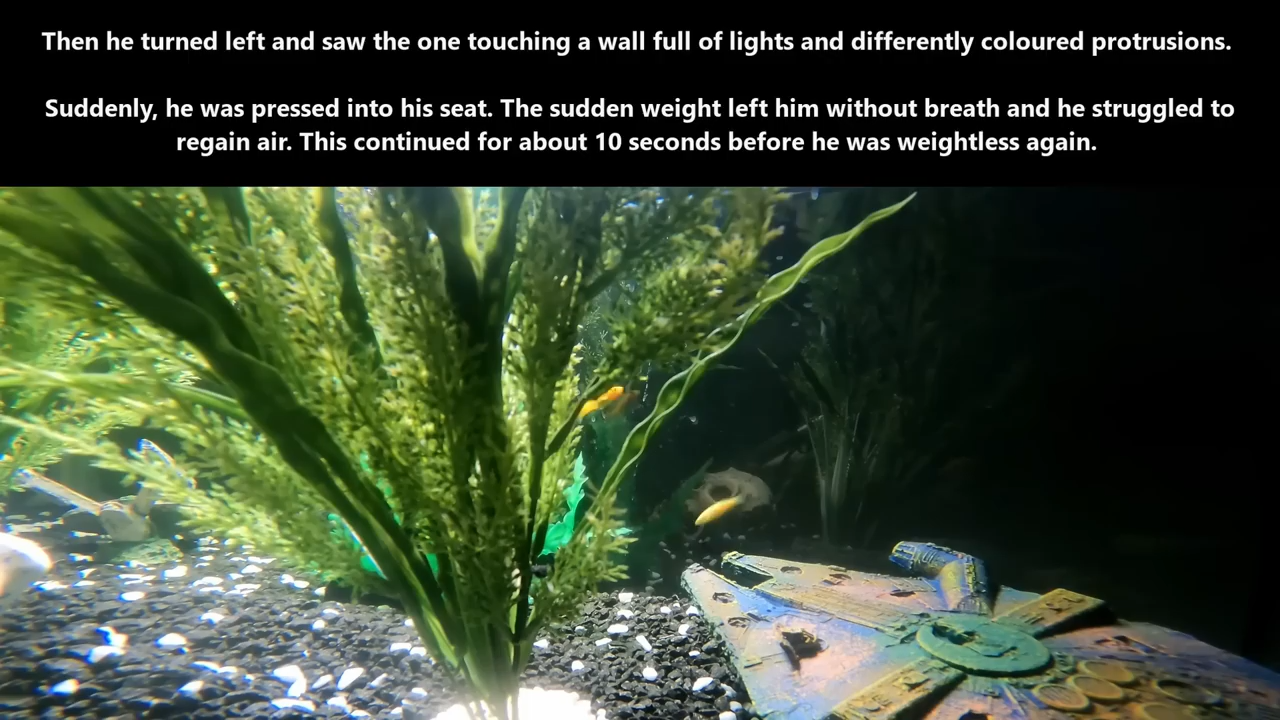 Then he turned left and saw the one touching a wall full of lights and differently coloured protrusions.
Suddenly, he was pressed into his seat. The sudden weight left him without breath and he struggled to
regain air. This continued for about 10 seconds before he was weightless again.